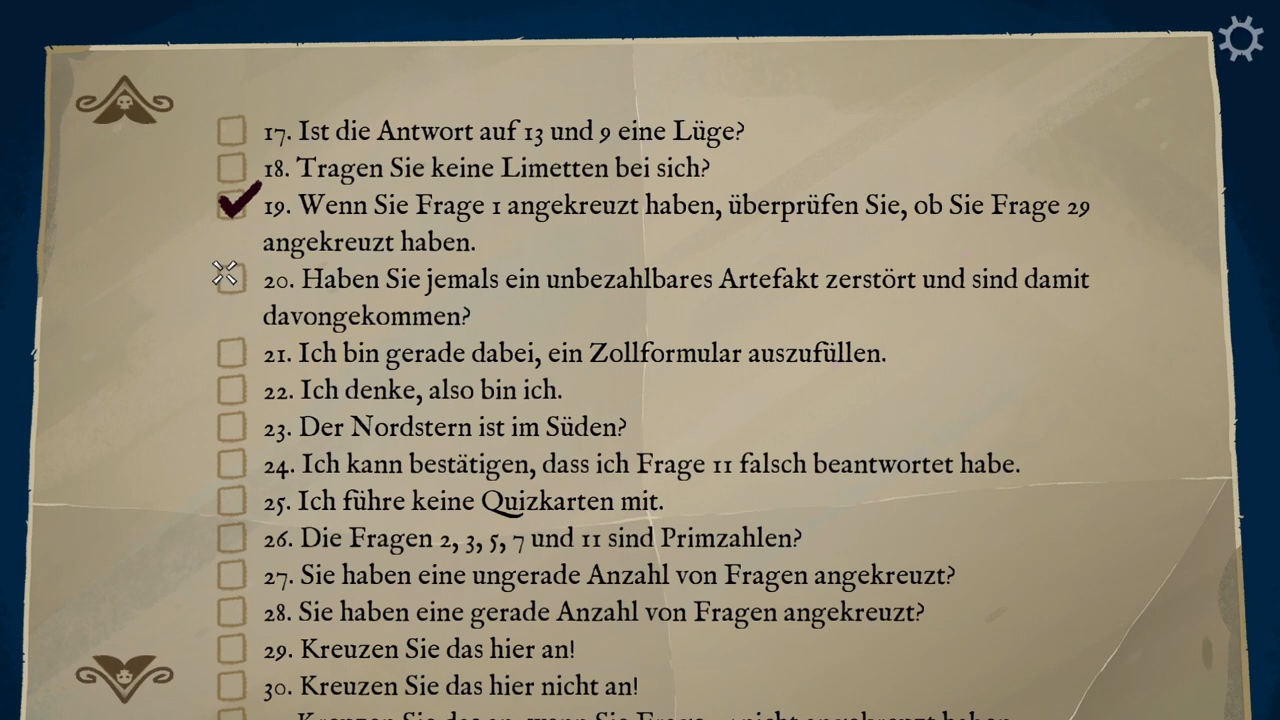 17. Ist die Antwort auf 13 und 9 eine Lüge?
18. Tragen Sie keine Limetten bei sich?
19. Wenn Sie Frage 1 angekreuzt haben, überprüfen Sie, ob Sie Frage 29
angekreuzt haben.
20. Haben Sie jemals ein unbezahlbares Artefakt zerstört und sind damit
davongekommen?
21. Ich bin gerade dabei, ein Zollformular auszufüllen.
22. Ich denke, also bin ich.
23. Der Nordstern ist im Süden?
24. Ich kann bestätigen, dass ich Frage 11 falsch beantwortet habe.
25. Ich führe keine Quizkarten mit.
26. Die Fragen 2, 3, 5, 7 und 11 sind Primzahlen?
27. Sie haben eine ungerade Anzahl von Fragen angekreuzt?
28. Sie haben eine gerade Anzahl von Fragen angekreuzt?
29. Kreuzen Sie das hier an!
30. Kreuzen Sie das hier nicht an!